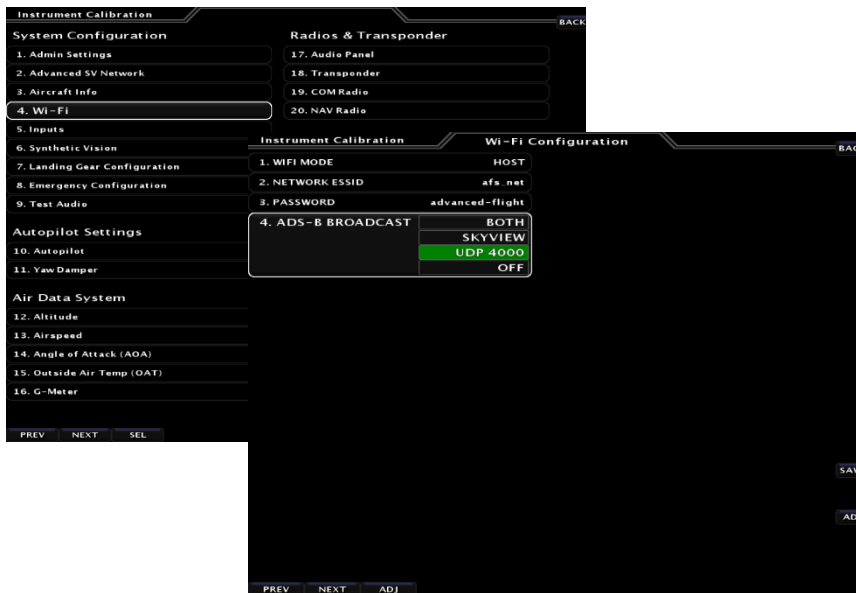 Instrument Calibration
BACK
System Configuration
1. Admin Settings
2. Advanced SV Network
3. Aircraft Info
4. Wi-Fi
5. Inputs
6. Synthetic Vision
7. Landing Gear Configuration
8. Emergency Configuration
9. Test Audio
Autopilot Settings
10. Autopilot
11. Yaw Damper
Air Data System
12. Altitude
13. Airspeed
14. Angle of Attack (AOA)
15. Outside Air Temp (OAT)
16. G-Meter
Radios & Transponder
17. Audio Panel
18. Transponder
19. COM Radio
20. NAV Radio
PREV NEXT SEL
Instrument Calibration Wi-Fi Configuration
BAC
1. WIFI MODE HOST
2. NETWORK ESSID afs_net
3. PASSWORD advanced-flight
4. ADS-B BROADCAST BOTH
SKYVIEW
UDP 4000
OFF
SAV
AD
PREV NEXT ADJ